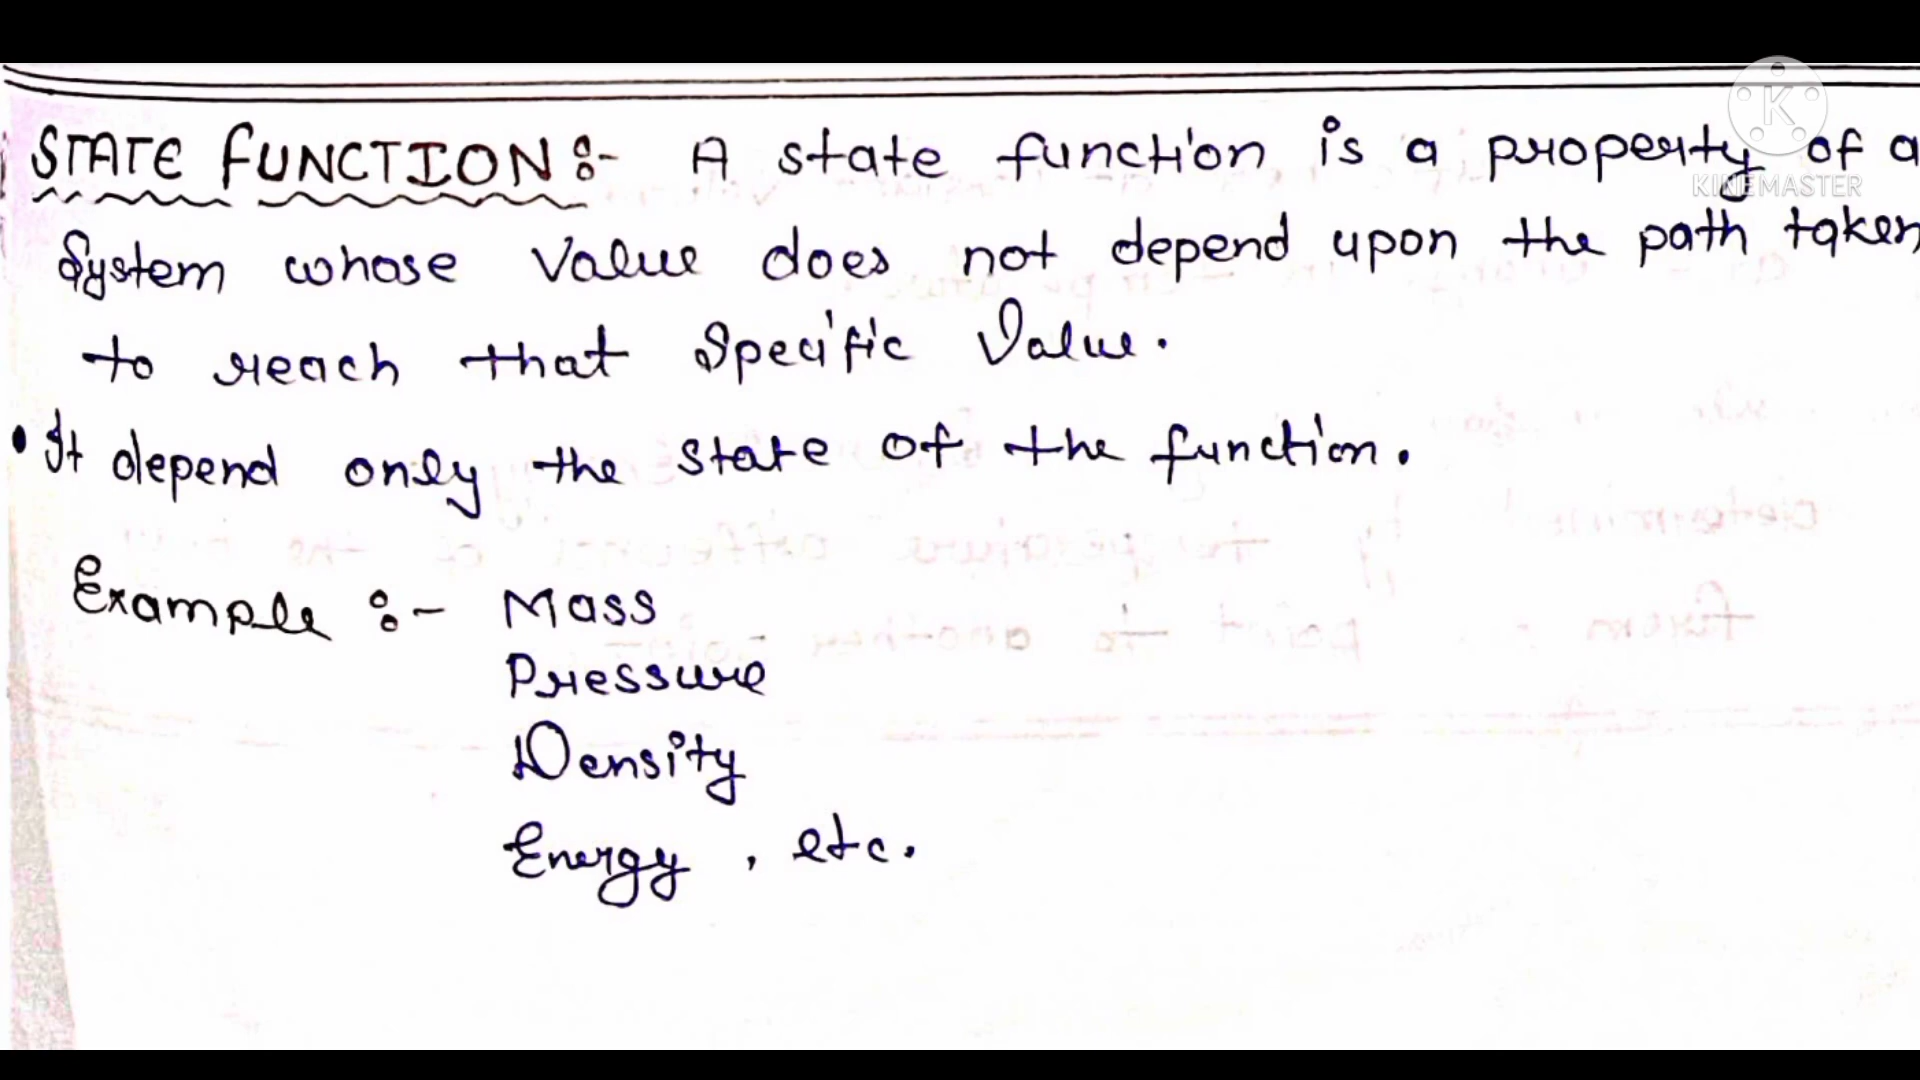 STATE FUNCTION :- A state function is a property of a
System whose Value does not depend upon the path taken
to reach that Specific Value.
• It depend only the state of the function.
Example :- Mass
Pressure
Density
Energy , etc.
K
KINEMASTER